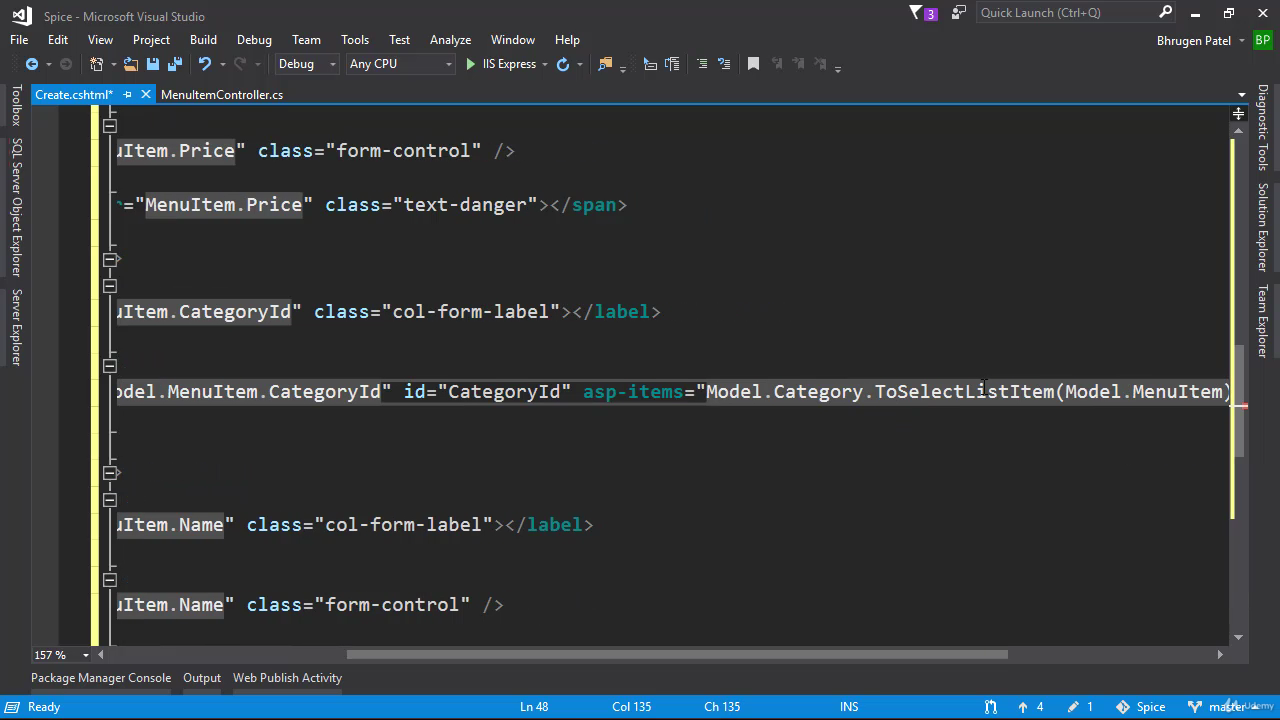 Spice - Microsoft Visual Studio
3
Quick Launch (Ctrl+Q)
File Edit View Project Build Debug Team Tools Test Analyze Window Help
Bhrugen Patel BP
Debug Any CPU IIS Express
Create.cshtml* MenuItemController.cs
Toolbox
SQL Server Object Explorer
Server Explorer
Diagnostic Tools
Solution Explorer
Team Explorer
uItem.Price" class="form-control" />
="MenuItem.Price" class="text-danger"></span>
uItem.CategoryId" class="col-form-label"></label>
odel.MenuItem.CategoryId" id="CategoryId" asp-items="Model.Category.ToSelectListItem(Model.MenuItem)
uItem.Name" class="col-form-label"></label>
uItem.Name" class="form-control" />
157 %
Package Manager Console Output Web Publish Activity
Ready Ln 48 Col 135 Ch 135 INS 4 1 Spice master
Udemy